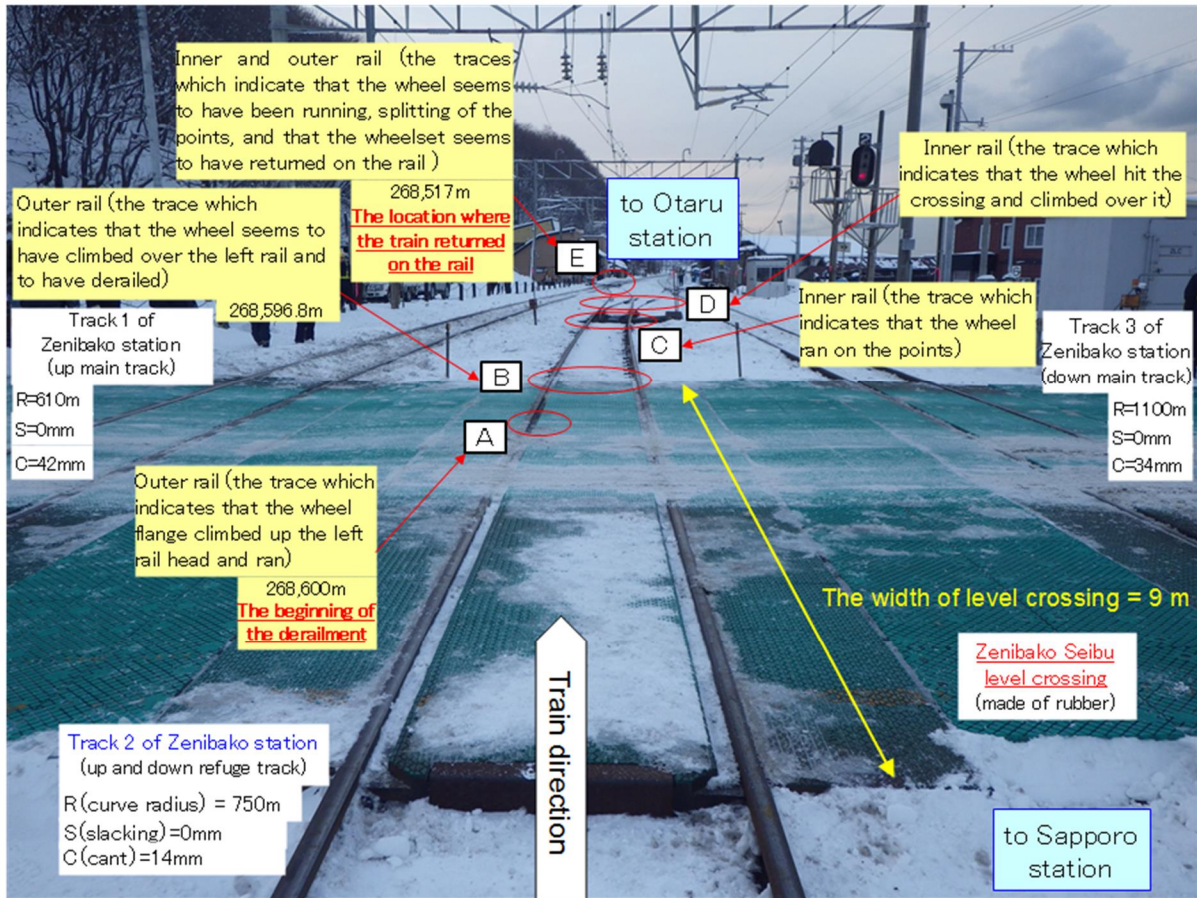 Inner and outer rail (the traces
which indicate that the wheel seems
to have been running, splitting of the
points, and that the wheelset seems
to have returned on the rail )
268,517m
The location where
the train returned
on the rail
to Otaru
station
Inner rail (the trace which
indicates that the wheel hit the
crossing and climbed over it)
Outer rail (the trace which
indicates that the wheel seems to
have climbed over the left rail and
to have derailed)
268,596.8m
E
D
Inner rail (the trace which
indicates that the wheel
ran on the points)
C
B
A
Track 1 of
Zenibako station
(up main track)
R=610m
S=0mm
C=42mm
Track 3 of
Zenibako station
(down main track)
R=1100m
S=0mm
C=34mm
Outer rail (the trace which
indicates that the wheel
flange climbed up the left
rail head and ran)
268,600m
The beginning of
the derailment
The width of level crossing = 9 m
Zenibako Seibu
level crossing
(made of rubber)
Train direction
Track 2 of Zenibako station
(up and down refuge track)
R(curve radius) = 750m
S(slacking)=0mm
C(cant)=14mm
to Sapporo
station